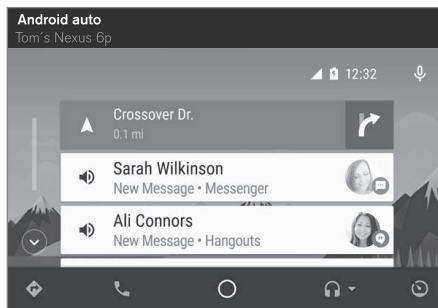 Android auto
Tom´s Nexus 6p
12:32
Crossover Dr.
0.1 mi
Sarah Wilkinson
New Message • Messenger
Ali Connors
New Message • Hangouts